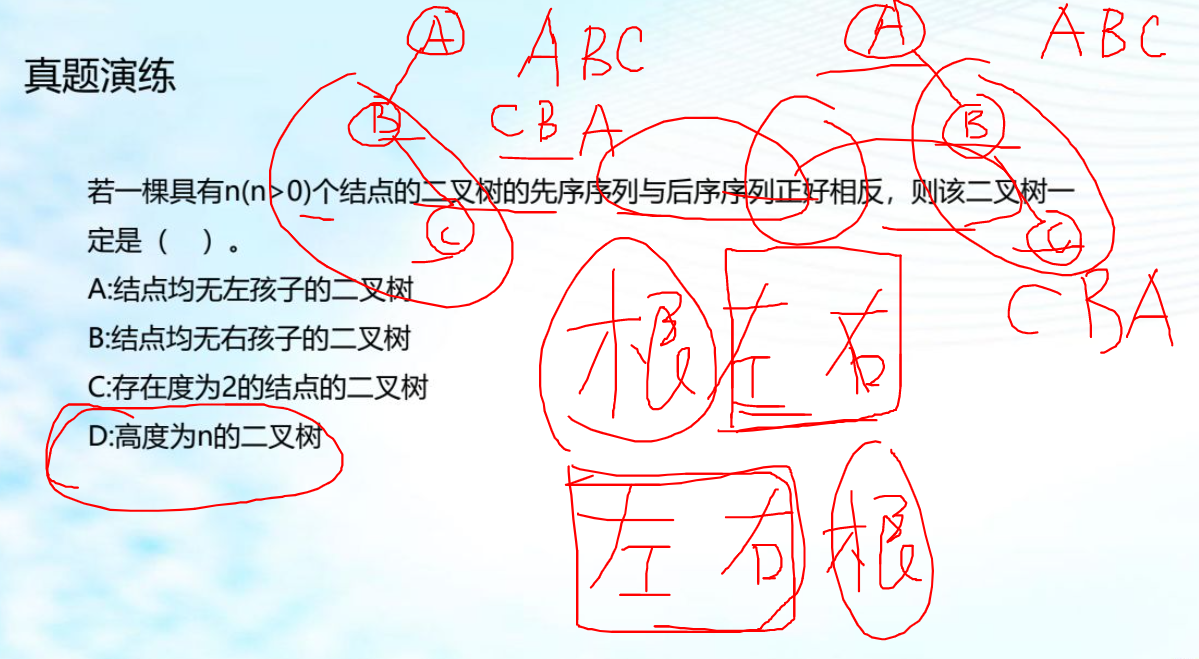 A
ABC
A
ABC
真题演练
B
CBA
B
若一棵具有n(n>0)个结点的二叉树的先序序列与后序序列正好相反，则该二叉树一
定是（　）。
C
C
A:结点均无左孩子的二叉树
CBA
B:结点均无右孩子的二叉树
根左右
C:存在度为2的结点的二叉树
D:高度为n的二叉树
左右根